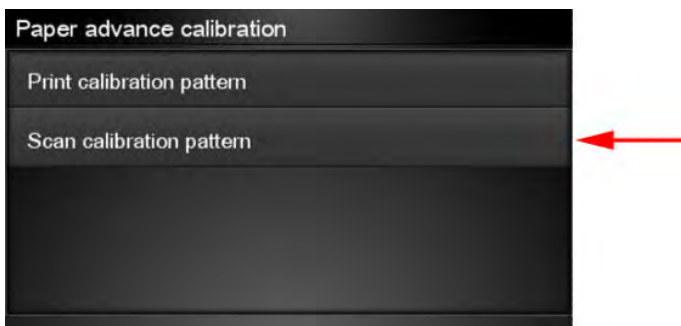 Paper advance calibration
Print calibration pattern
Scan calibration pattern